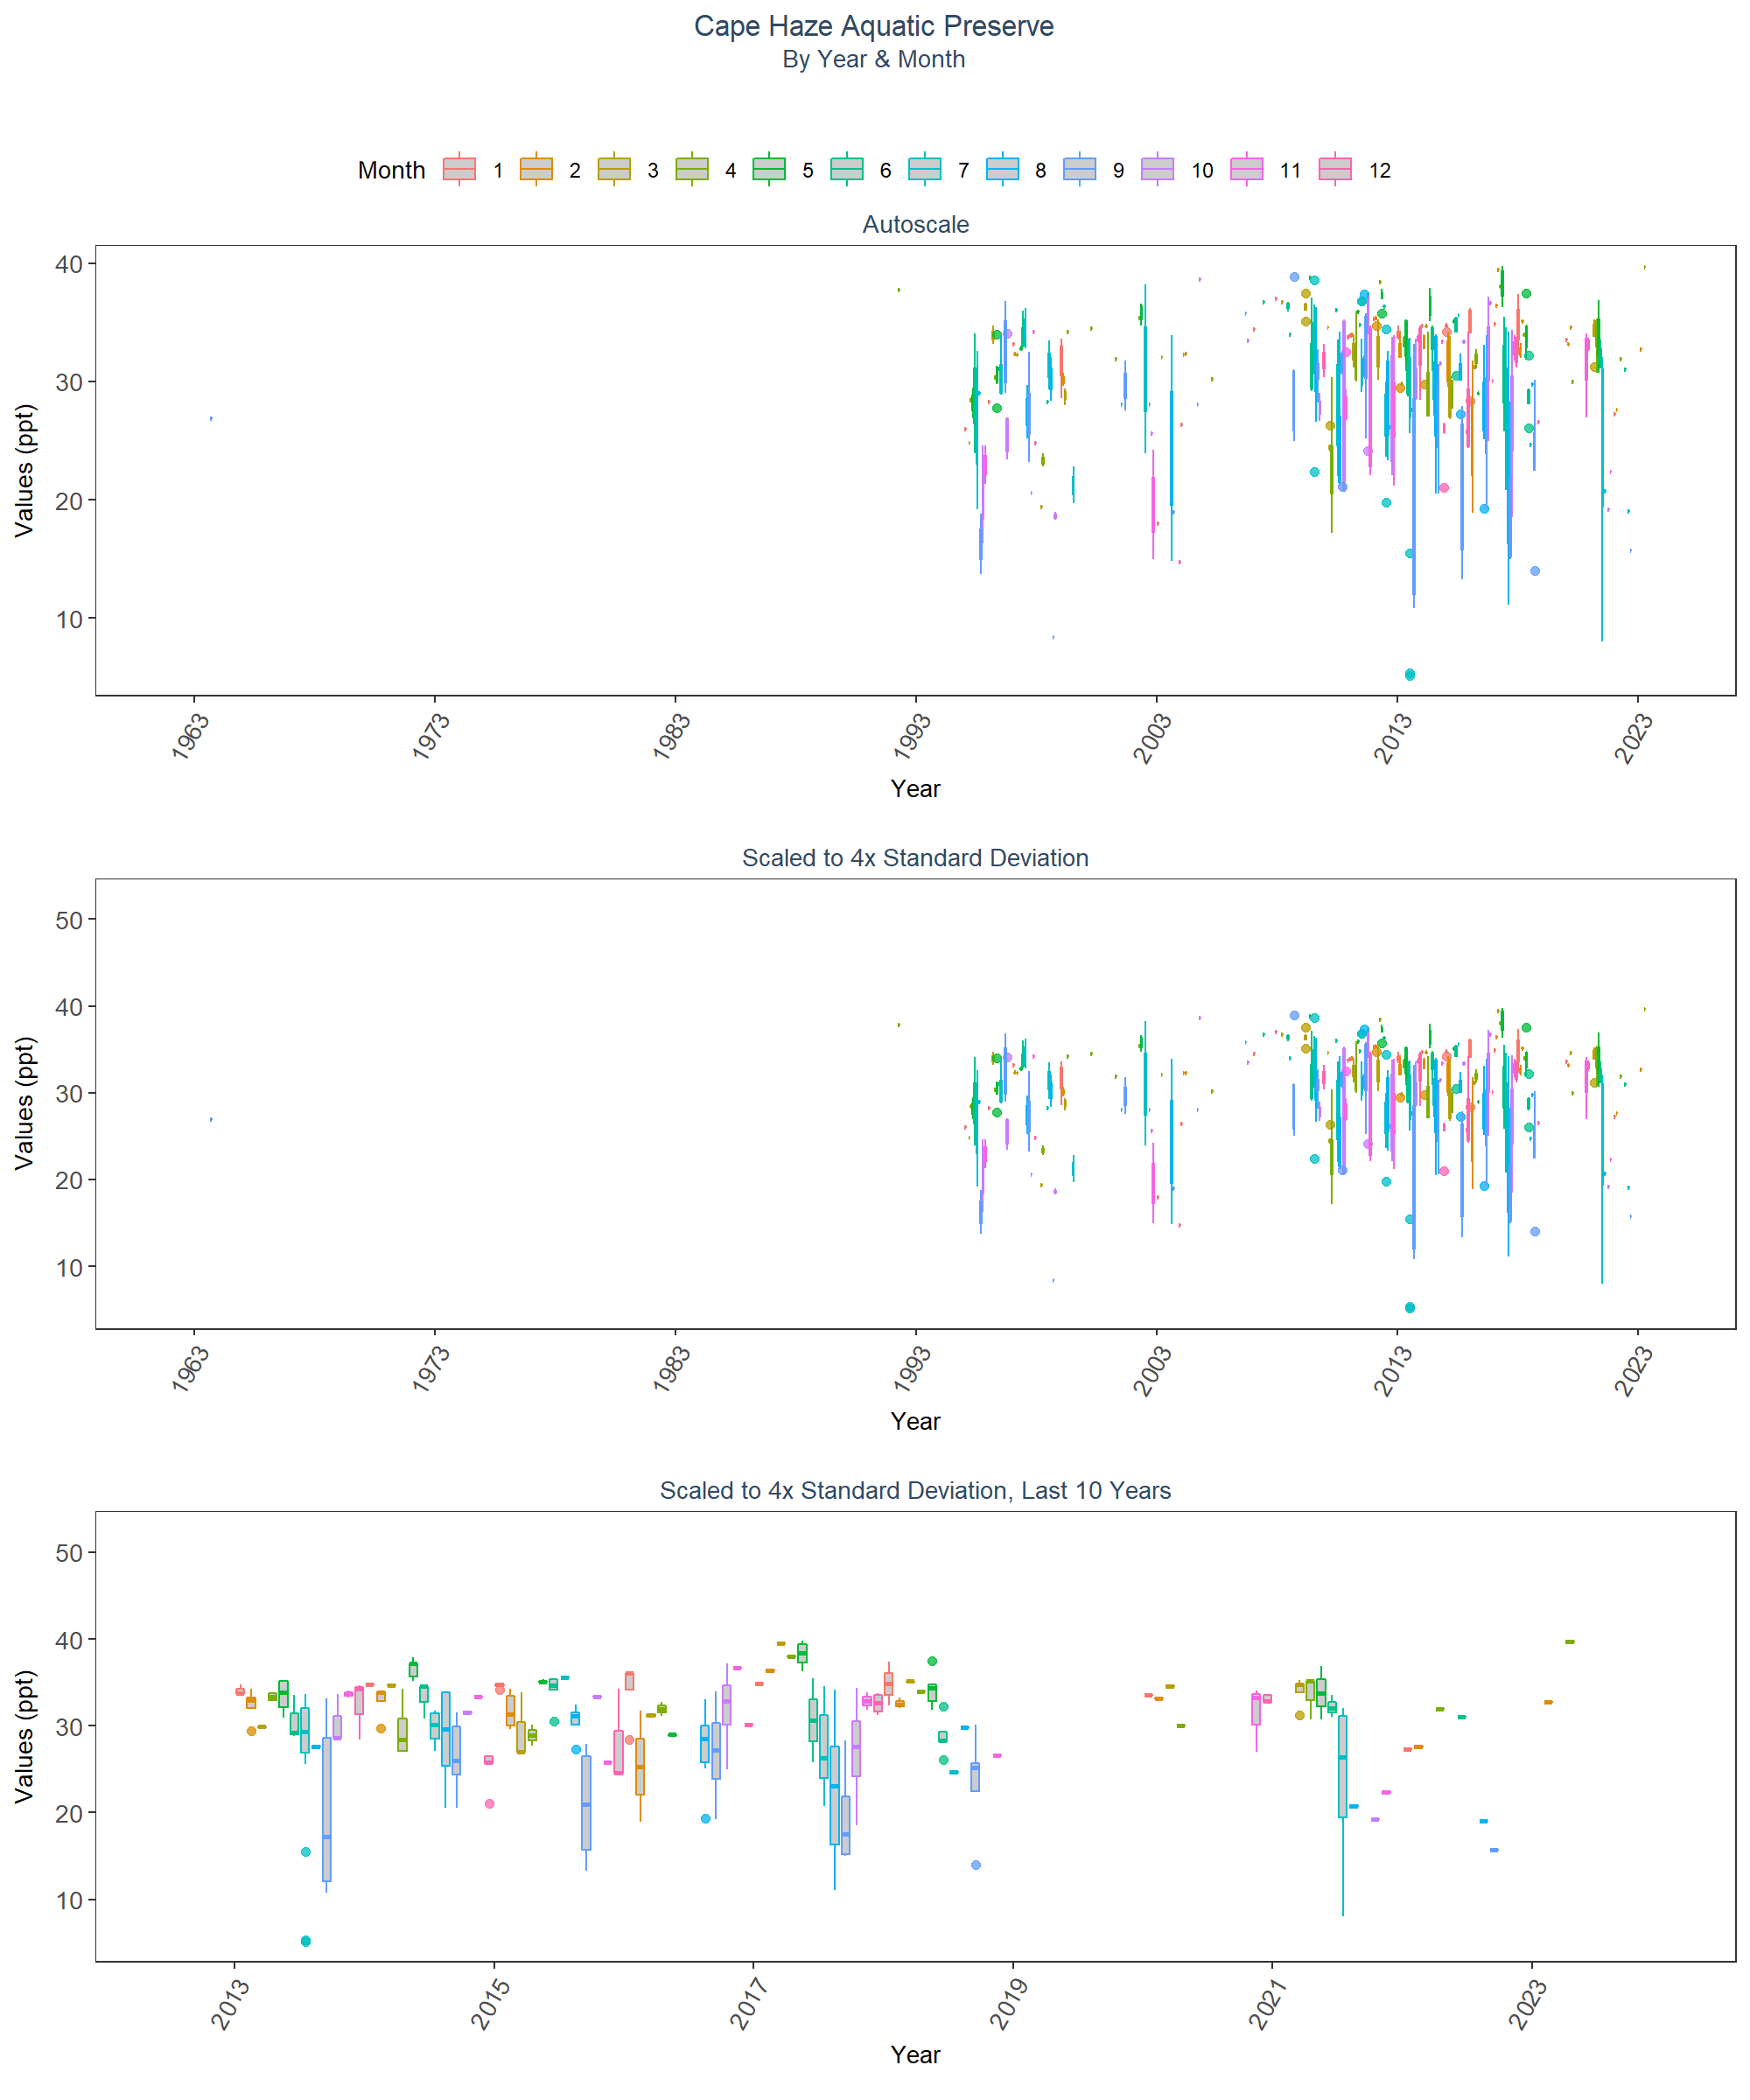 Cape Haze Aquatic Preserve
By Year & Month
Month 1 2 3 4 5 6 7 8 9 10 11 12
Autoscale
Values (ppt)
40
30
20
10
1963 1973 1983 1993 2003 2013 2023
Year
Scaled to 4x Standard Deviation
Values (ppt)
50
40
30
20
10
1963 1973 1983 1993 2003 2013 2023
Year
Scaled to 4x Standard Deviation, Last 10 Years
Values (ppt)
50
40
30
20
10
2013 2015 2017 2019 2021 2023
Year